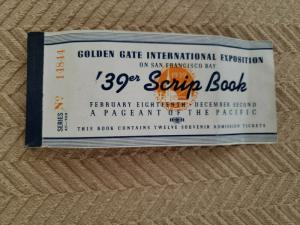 GOLDEN GATE INTERNATIONAL EXPOSITION
ON SAN FRANCISCO BAY
'39er Scrip Book
FEBRUARY EIGHTEENTH - DECEMBER SECOND
A PAGEANT OF THE PACIFIC
THIS BOOK CONTAINS TWELVE SOUVENIR ADMISSION TICKETS
SERIES No 14844